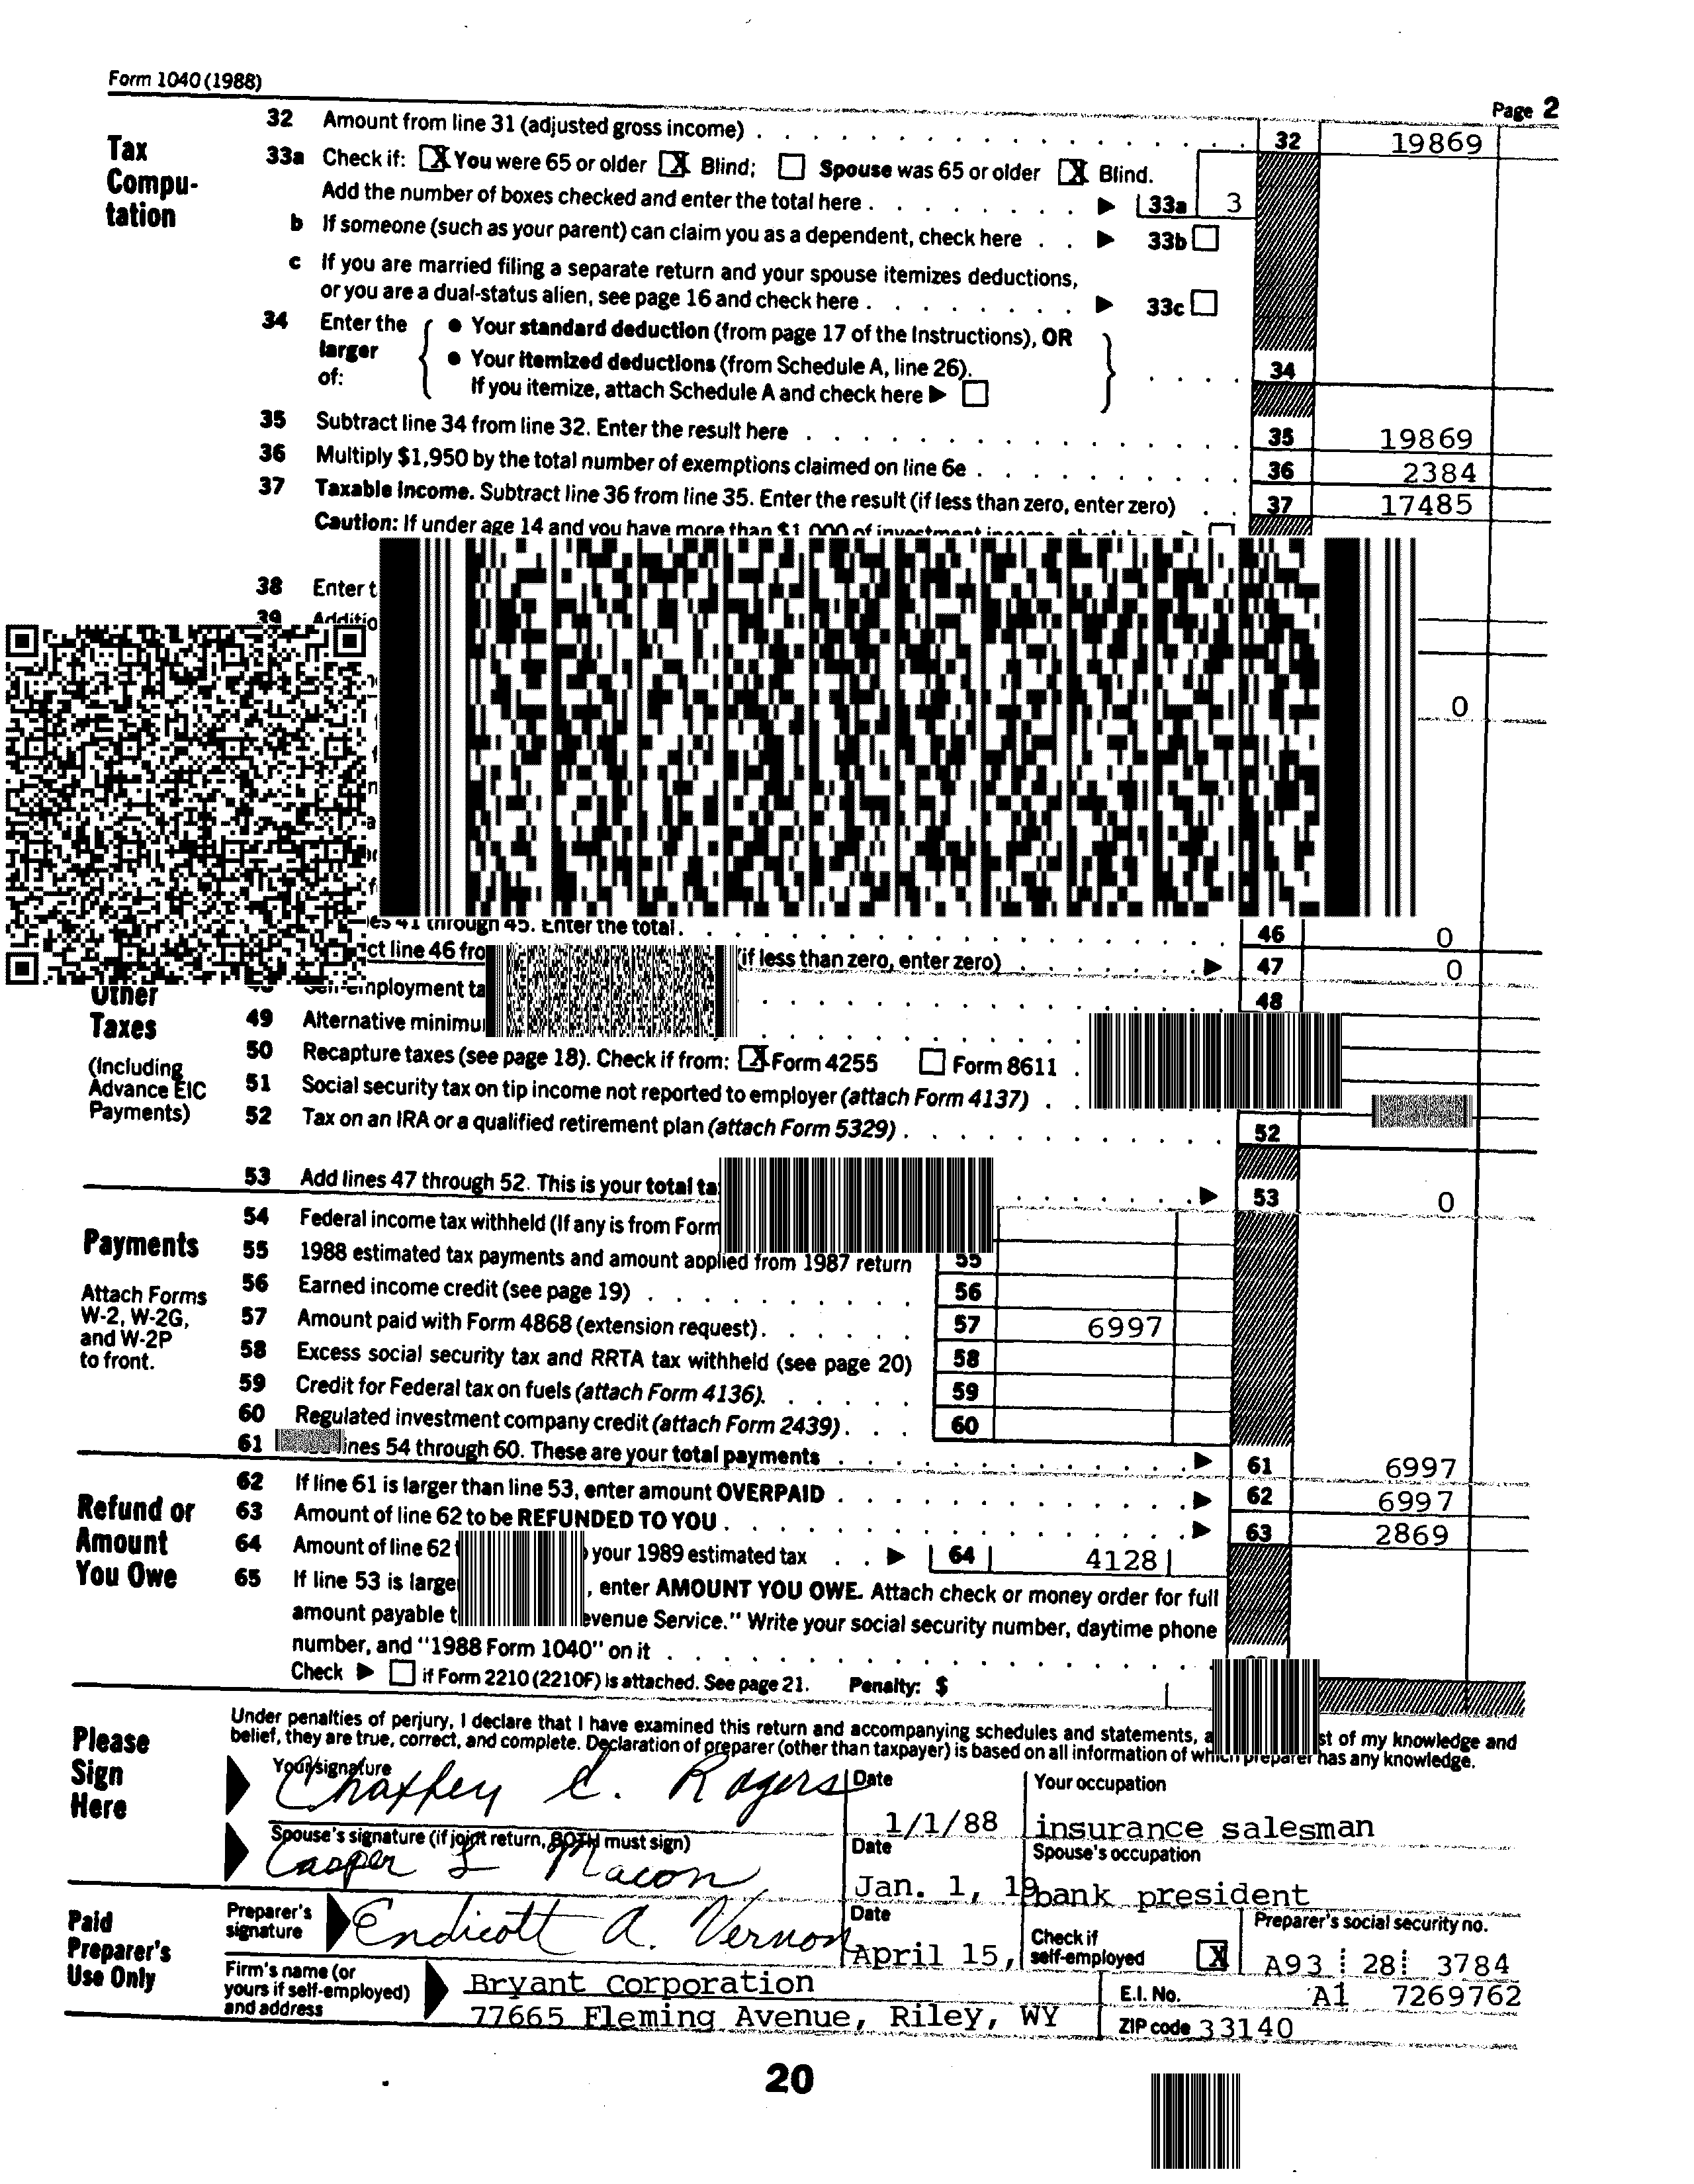 Form 1040 (1988)
Page 2
Tax Compu-
tation
32 Amount from line 31 (adjusted gross income) . . . . . 32 19869
33a Check if: [X] You were 65 or older [X] Blind; [ ] Spouse was 65 or older [X] Blind.
Add the number of boxes checked and enter the total here . . . . ▶ 33a 3
b If someone (such as your parent) can claim you as a dependent, check here . . ▶ 33b
c If you are married filing a separate return and your spouse itemizes deductions,
or you are a dual-status alien, see page 16 and check here . . . . ▶ 33c
34 Enter the larger of:
● Your standard deduction (from page 17 of the Instructions), OR
● Your itemized deductions (from Schedule A, line 26).
If you itemize, attach Schedule A and check here ▶
34
35 Subtract line 34 from line 32. Enter the result here . . . . 35 19869
36 Multiply $1,950 by the total number of exemptions claimed on line 6e . . . . 36 2384
37 Taxable income. Subtract line 36 from line 35. Enter the result (if less than zero, enter zero) . . 37 17485
Caution: If under age 14 and you have more than $1,000 of investment income, check here
38 Enter t
39 Additio
0
es 41 through 45. Enter the total . . . . 46 0
ct line 46 fro (if less than zero, enter zero) . . . . ▶ 47 0
Other
Taxes
(Including
Advance EIC
Payments)
employment ta 48
49 Alternative minimu
50 Recapture taxes (see page 18). Check if from: [X] Form 4255 [ ] Form 8611 .
51 Social security tax on tip income not reported to employer (attach Form 4137) . .
52 Tax on an IRA or a qualified retirement plan (attach Form 5329) . . . . 52
53 Add lines 47 through 52. This is your total ta . . . . ▶ 53 0
Payments
Attach Forms
W-2, W-2G,
and W-2P
to front.
54 Federal income tax withheld (If any is from Form
55 1988 estimated tax payments and amount applied from 1987 return 55
56 Earned income credit (see page 19) . . . . 56
57 Amount paid with Form 4868 (extension request) . . . . 57 6997
58 Excess social security tax and RRTA tax withheld (see page 20) 58
59 Credit for Federal tax on fuels (attach Form 4136) . . . . 59
60 Regulated investment company credit (attach Form 2439) . . . 60
61 ines 54 through 60. These are your total payments . . . . ▶ 61 6997
Refund or
Amount
You Owe
62 If line 61 is larger than line 53, enter amount OVERPAID . . . . ▶ 62 6997
63 Amount of line 62 to be REFUNDED TO YOU . . . . ▶ 63 2869
64 Amount of line 62 your 1989 estimated tax . . ▶ 64 4128
65 If line 53 is large , enter AMOUNT YOU OWE. Attach check or money order for full
amount payable t evenue Service." Write your social security number, daytime phone
number, and "1988 Form 1040" on it . . . .
Check ▶ [ ] if Form 2210 (2210F) is attached. See page 21. Penalty: $
Please
Sign
Here
Under penalties of perjury, I declare that I have examined this return and accompanying schedules and statements, a st of my knowledge and
belief, they are true, correct, and complete. Declaration of preparer (other than taxpayer) is based on all information of which preparer has any knowledge.
Your signature Chaffey C. Rogers
Date 1/1/88
Your occupation insurance salesman
Spouse's signature (if joint return, BOTH must sign) Casper L Macon
Date Jan. 1, 19
Spouse's occupation bank president
Paid
Preparer's
Use Only
Preparer's signature Endicott A. Vernon
Date April 15,
Check if self-employed [X]
Preparer's social security no. A93 28 3784
Firm's name (or
yours if self-employed)
and address
Bryant Corporation
77665 Fleming Avenue, Riley, WY
E.I. No. A1 7269762
ZIP code 33140
20